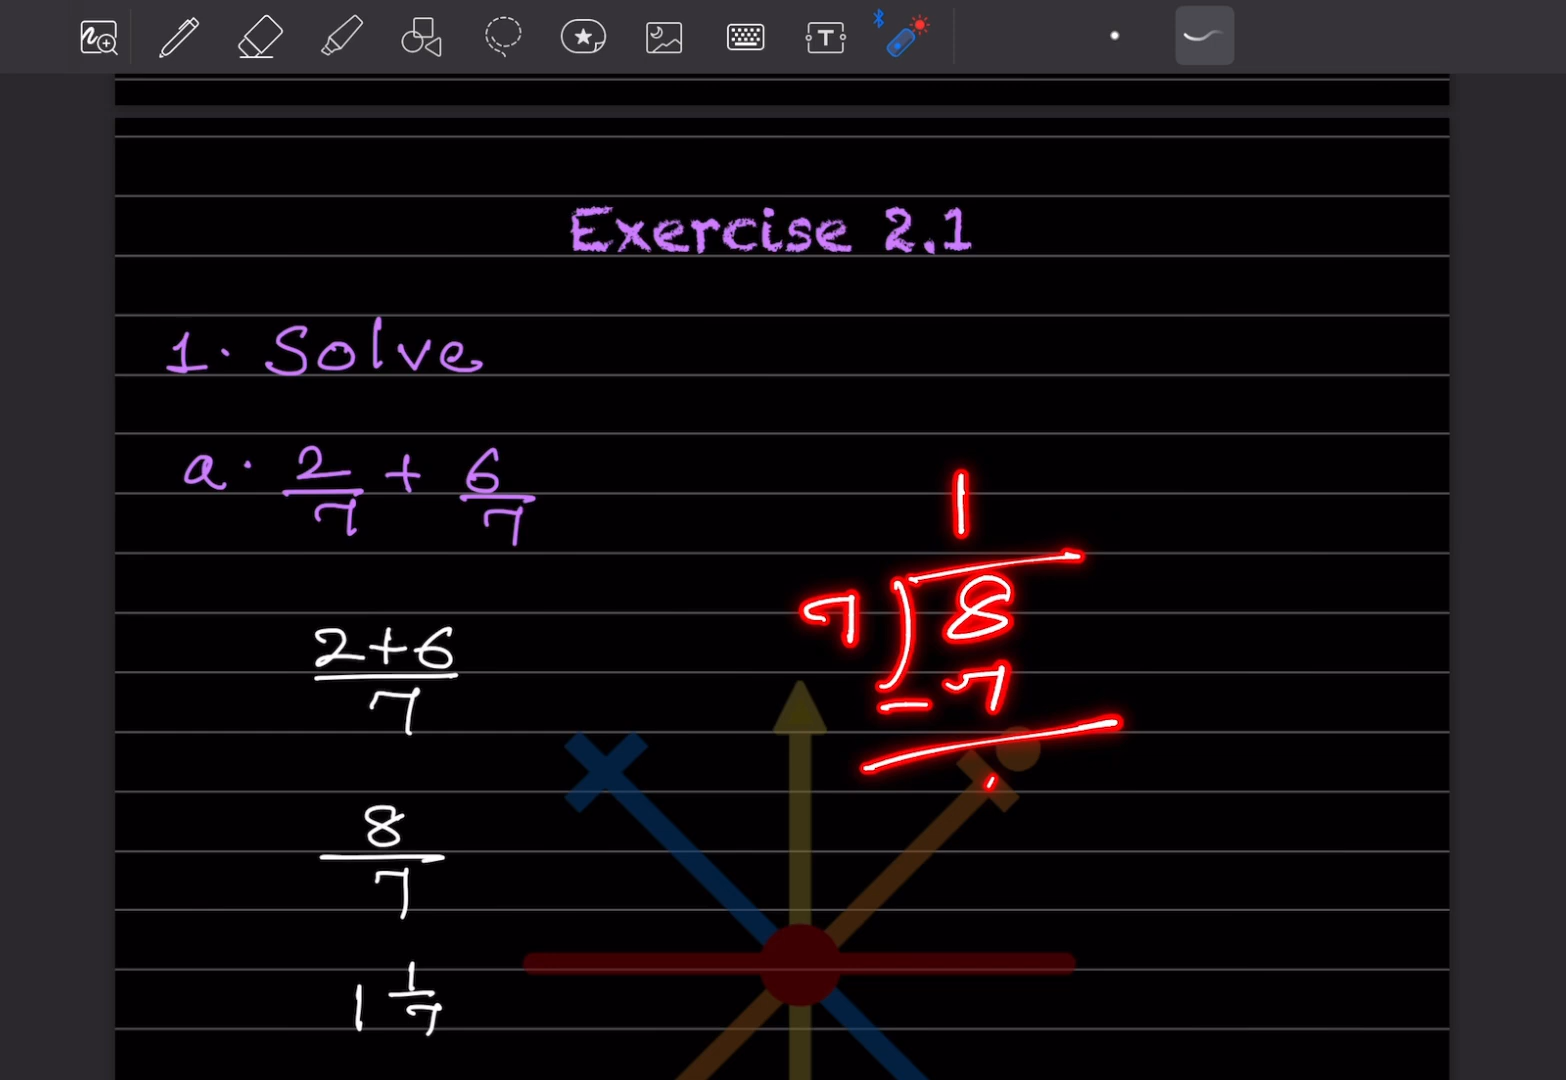 Exercise 2.1
1. Solve
a. 2/7 + 6/7
2+6/7
8/7
1 1/7
1
7)8
-7